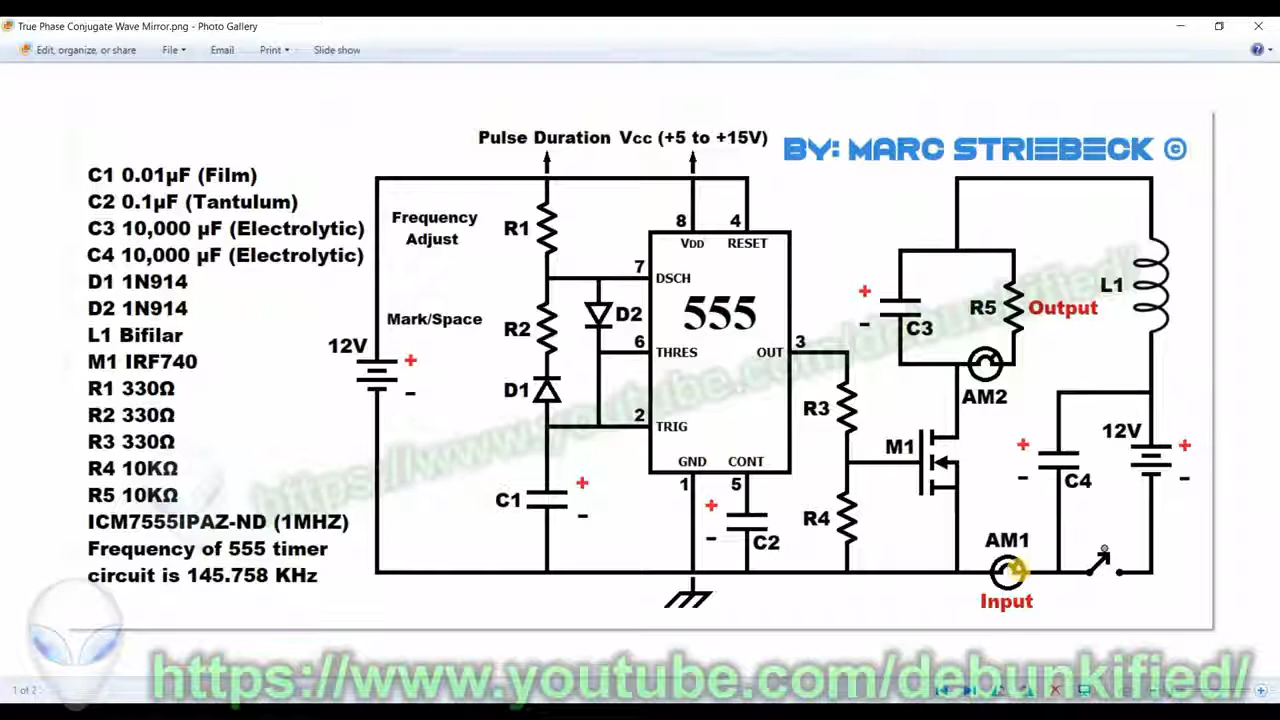 True Phase Conjugate Wave Mirror.png - Photo Gallery
Edit, organize, or share File Email Print Slide show
Pulse Duration Vcc (+5 to +15V)
BY: MARC STRIEBECK ©
C1 0.01µF (Film)
C2 0.1µF (Tantulum)
C3 10,000 µF (Electrolytic)
C4 10,000 µF (Electrolytic)
D1 1N914
D2 1N914
L1 Bifilar
M1 IRF740
R1 330Ω
R2 330Ω
R3 330Ω
R4 10KΩ
R5 10KΩ
ICM7555IPAZ-ND (1MHZ)
Frequency of 555 timer
circuit is 145.758 KHz
Frequency
Adjust
Mark/Space
12V
+
-
R1
R2
D1
D2
C1
+
-
8
4
VDD
RESET
7
DSCH
555
6
THRES
OUT
3
2
TRIG
GND
CONT
1
5
+
-
C2
R3
R4
M1
+
-
C3
R5
Output
AM2
L1
AM1
Input
+
-
C4
12V
+
-
https://www.youtube.com/debunkified/
https://www.youtube.com/debunkified/
1 of 2